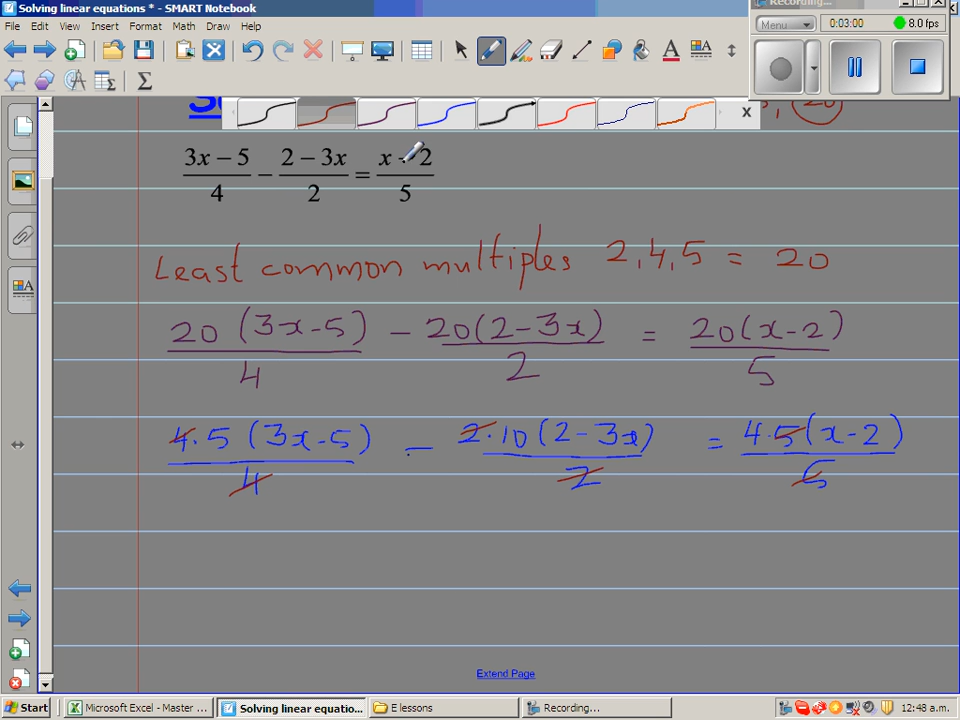 Solving linear equations * - SMART Notebook
Recording...
File Edit View Insert Format Math Draw Help
Menu 0:03:00 8.0 fps
(3x – 5)/4 – (2 – 3x)/2 = (x – 2)/5
Least common multiples 2, 4, 5 = 20
20(3x-5)/4 – 20(2-3x)/2 = 20(x-2)/5
4·5(3x-5)/4 – 2·10(2-3x)/2 = 4·5(x-2)/5
Extend Page
Start Microsoft Excel - Master ... Solving linear equatio... E lessons Recording... 12:48 a.m.